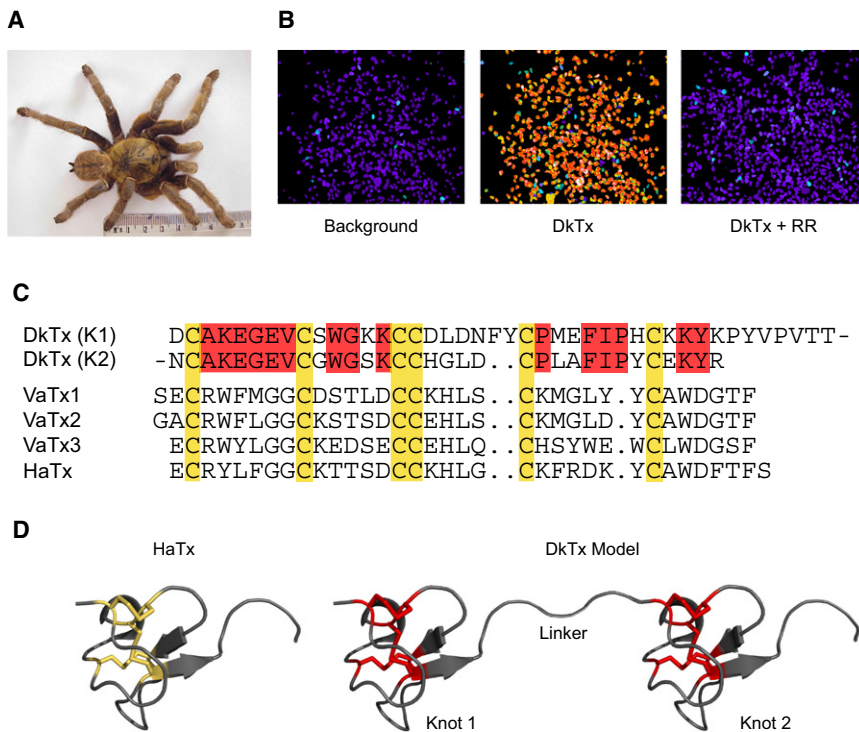 A
B
Background
DkTx
DkTx + RR
C
DkTx (K1) DCAKEGEVCSWGKKCCDLDNFYCPMEFIPHCKKYKPYVPVTT-
DkTx (K2) -NCAKEGEVCGWGSKCCHGLD..CPLAFIPYCEKYR
VaTx1 SECRWFMGGCDSTLDCCKHLS..CKMGLY.YCAWDGTF
VaTx2 GACRWFLGGCKSTSDCCEHLS..CKMGLD.YCAWDGTF
VaTx3 ECRWYLGGCKEDSECCEHLQ..CHSYWE.WCLWDGSF
HaTx ECRYLFGGCKTTSDCCKHLG..CKFRDK.YCAWDFTFS
D
HaTx
DkTx Model
Linker
Knot 1
Knot 2